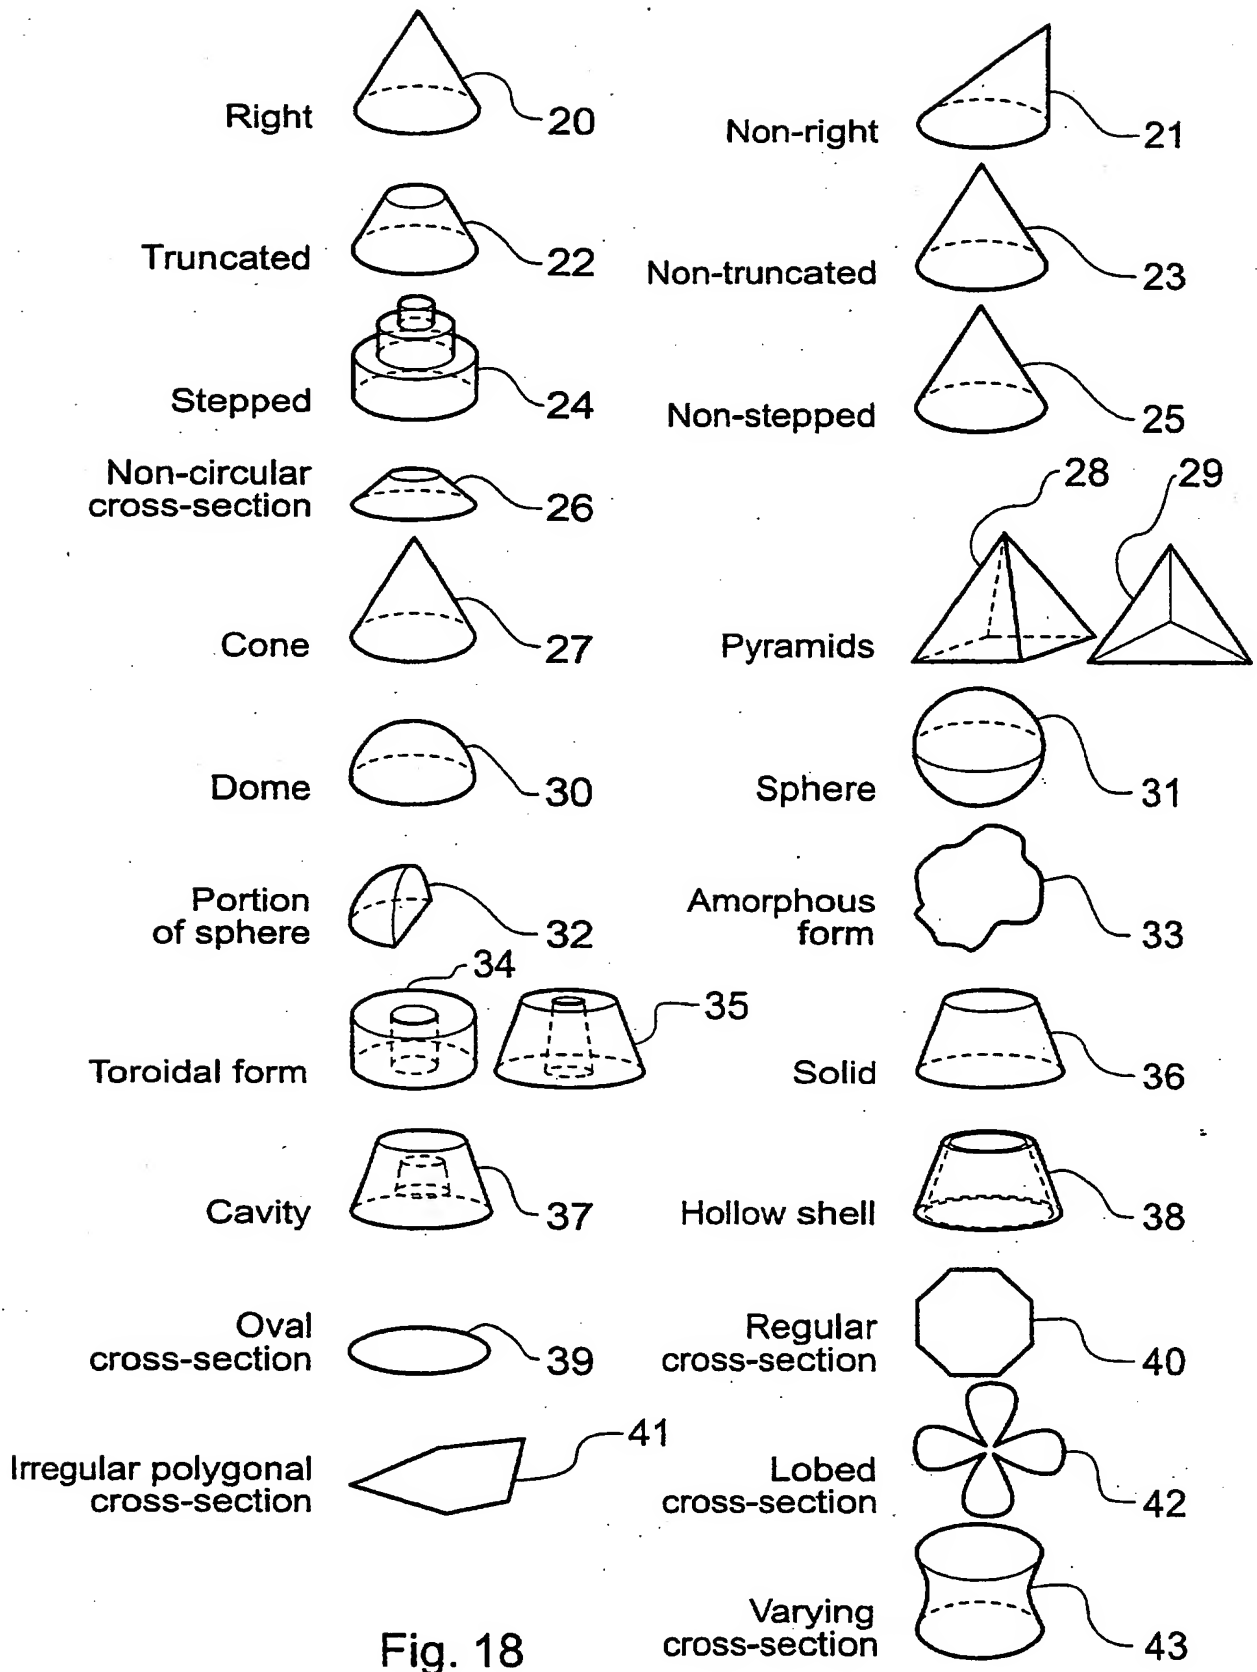 Right
20
Non-right
21
Truncated
22
Non-truncated
23
Stepped
24
Non-stepped
25
Non-circular
cross-section
26
28
29
Cone
27
Pyramids
Dome
30
Sphere
31
Portion
of sphere
32
Amorphous
form
33
34
35
Toroidal form
Solid
36
Cavity
37
Hollow shell
38
Oval
cross-section
39
Regular
cross-section
40
Irregular polygonal
cross-section
41
Lobed
cross-section
42
Varying
cross-section
43
Fig. 18